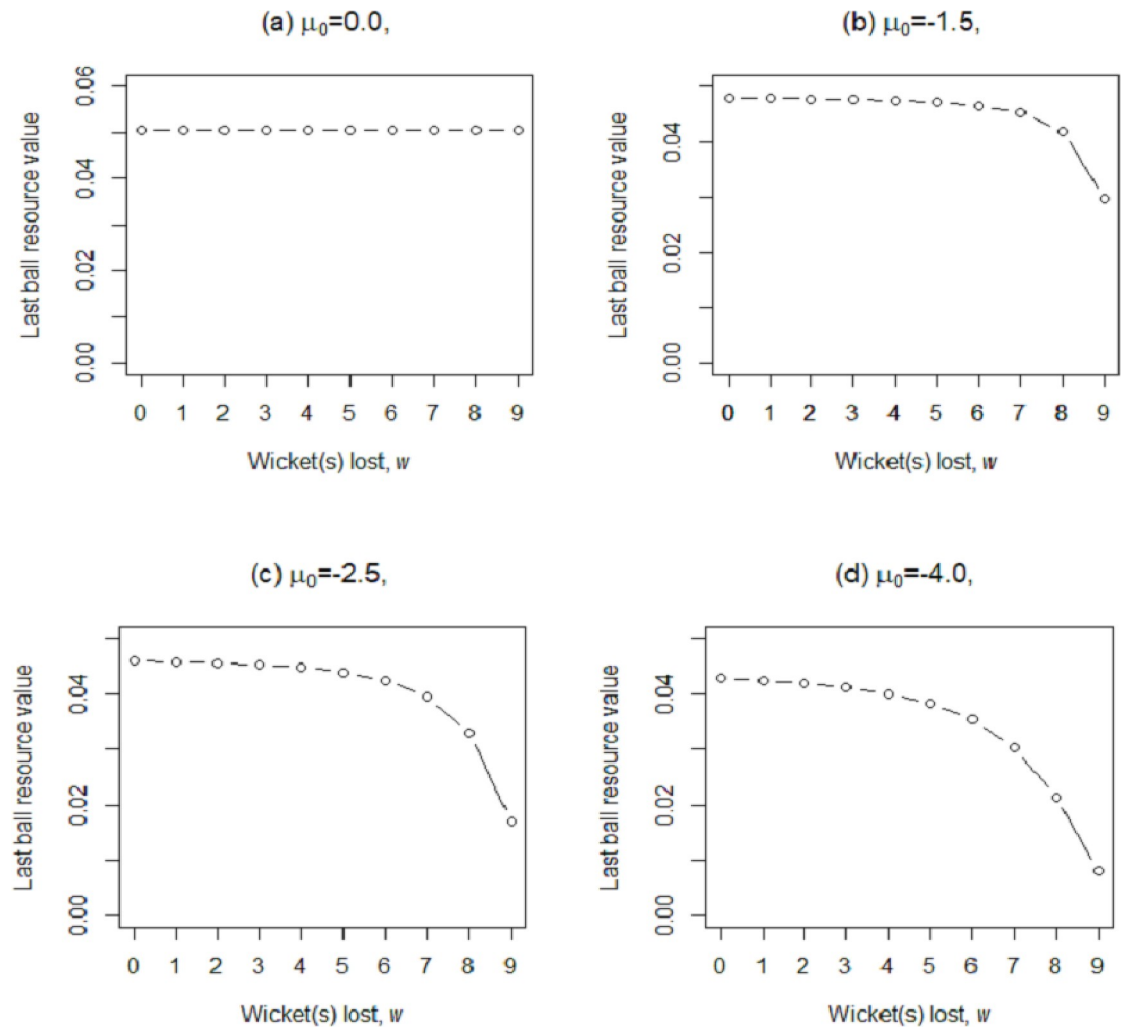 (a) μ0=0.0,
Last ball resource value
0.06
0.04
0.02
0.00
0 1 2 3 4 5 6 7 8 9
Wicket(s) lost, w
(b) μ0=-1.5,
Last ball resource value
0.04
0.02
0.00
0 1 2 3 4 5 6 7 8 9
Wicket(s) lost, w
(c) μ0=-2.5,
Last ball resource value
0.04
0.02
0.00
0 1 2 3 4 5 6 7 8 9
Wicket(s) lost, w
(d) μ0=-4.0,
Last ball resource value
0.04
0.02
0.00
0 1 2 3 4 5 6 7 8 9
Wicket(s) lost, w